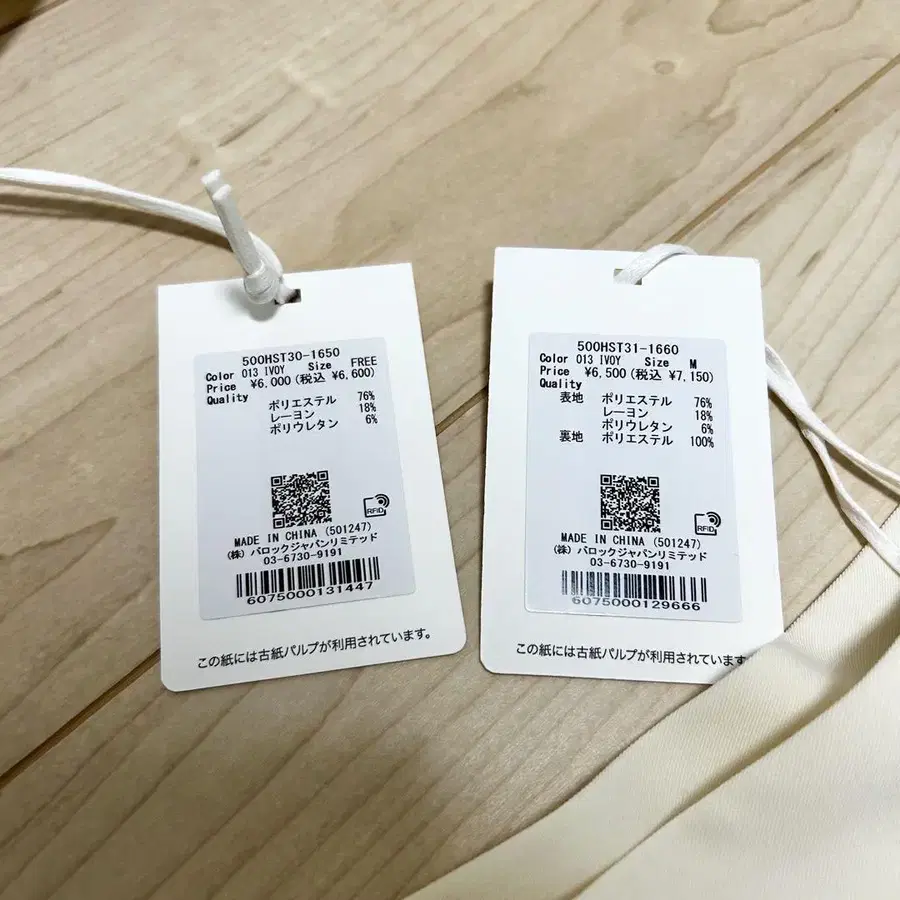 500HST30-1650
Color 013 IVOY Size FREE
Price ¥6,000(税込 ¥6,600)
Quality
ポリエステル 76%
レーヨン 18%
ポリウレタン 6%
RFID
MADE IN CHINA (501247)
(株) バロックジャパンリミテッド
03-6730-9191
6075000131447
この紙には古紙パルプが利用されています。
500HST31-1660
Color 013 IVOY Size M
Price ¥6,500(税込 ¥7,150)
Quality
表地 ポリエステル 76%
レーヨン 18%
ポリウレタン 6%
裏地 ポリエステル 100%
RFID
MADE IN CHINA (501247)
(株) バロックジャパンリミテッド
03-6730-9191
6075000129666
この紙には古紙パルプが利用されています